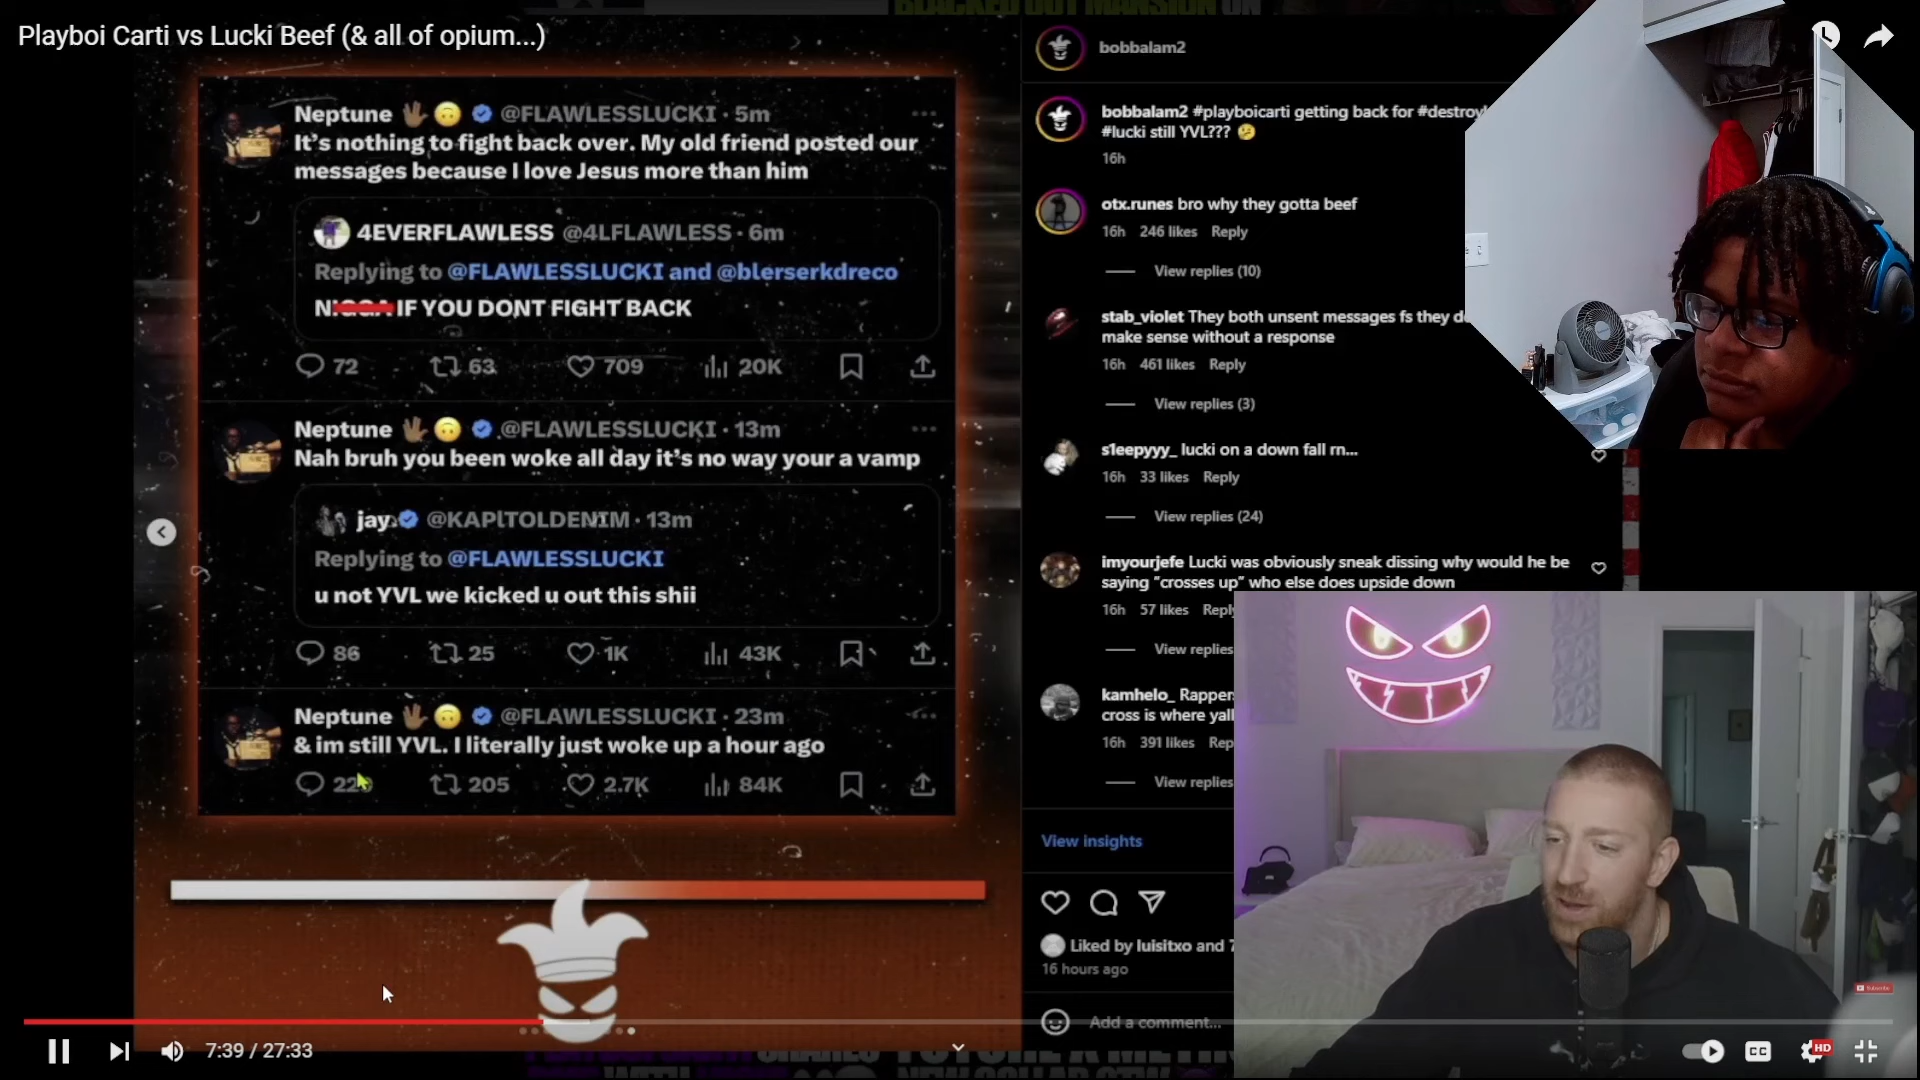 BLACKED OUT MANSION ON
Playboi Carti vs Lucki Beef (& all of opium...)
Neptune @FLAWLESSLUCKI · 5m
It's nothing to fight back over. My old friend posted our
messages because I love Jesus more than him
4EVERFLAWLESS @4LFLAWLESS · 6m
Replying to @FLAWLESSLUCKI and @blerserkdreco
IF YOU DONT FIGHT BACK
72 63 709 20K
Neptune @FLAWLESSLUCKI · 13m
Nah bruh you been woke all day it's no way your a vamp
jay @KAPlTOLDENIM · 13m
Replying to @FLAWLESSLUCKI
u not YVL we kicked u out this shii
86 25 1K 43K
Neptune @FLAWLESSLUCKI · 23m
& im still YVL. I literally just woke up a hour ago
205 2.7K 84K
bobbalam2
bobbalam2 #playboicarti getting back for
#lucki still YVL???
16h
otx.runes bro why they gotta beef
16h 246 likes Reply
View replies (10)
stab_violet They both unsent messages fs they
make sense without a response
16h 461 likes Reply
View replies (3)
s1eepyyy_ lucki on a down fall rn...
16h 33 likes Reply
View replies (24)
imyourjefe Lucki was obviously sneak dissing why would he be
saying "crosses up" who else does upside down
16h 57 likes
View replies
kamhelo_
cross is where
16h 391 likes
View replies
View insights
Liked by luisitxo and
16 hours ago
Add a comment...
Subscribe
7:39 / 27:33
CC
HD